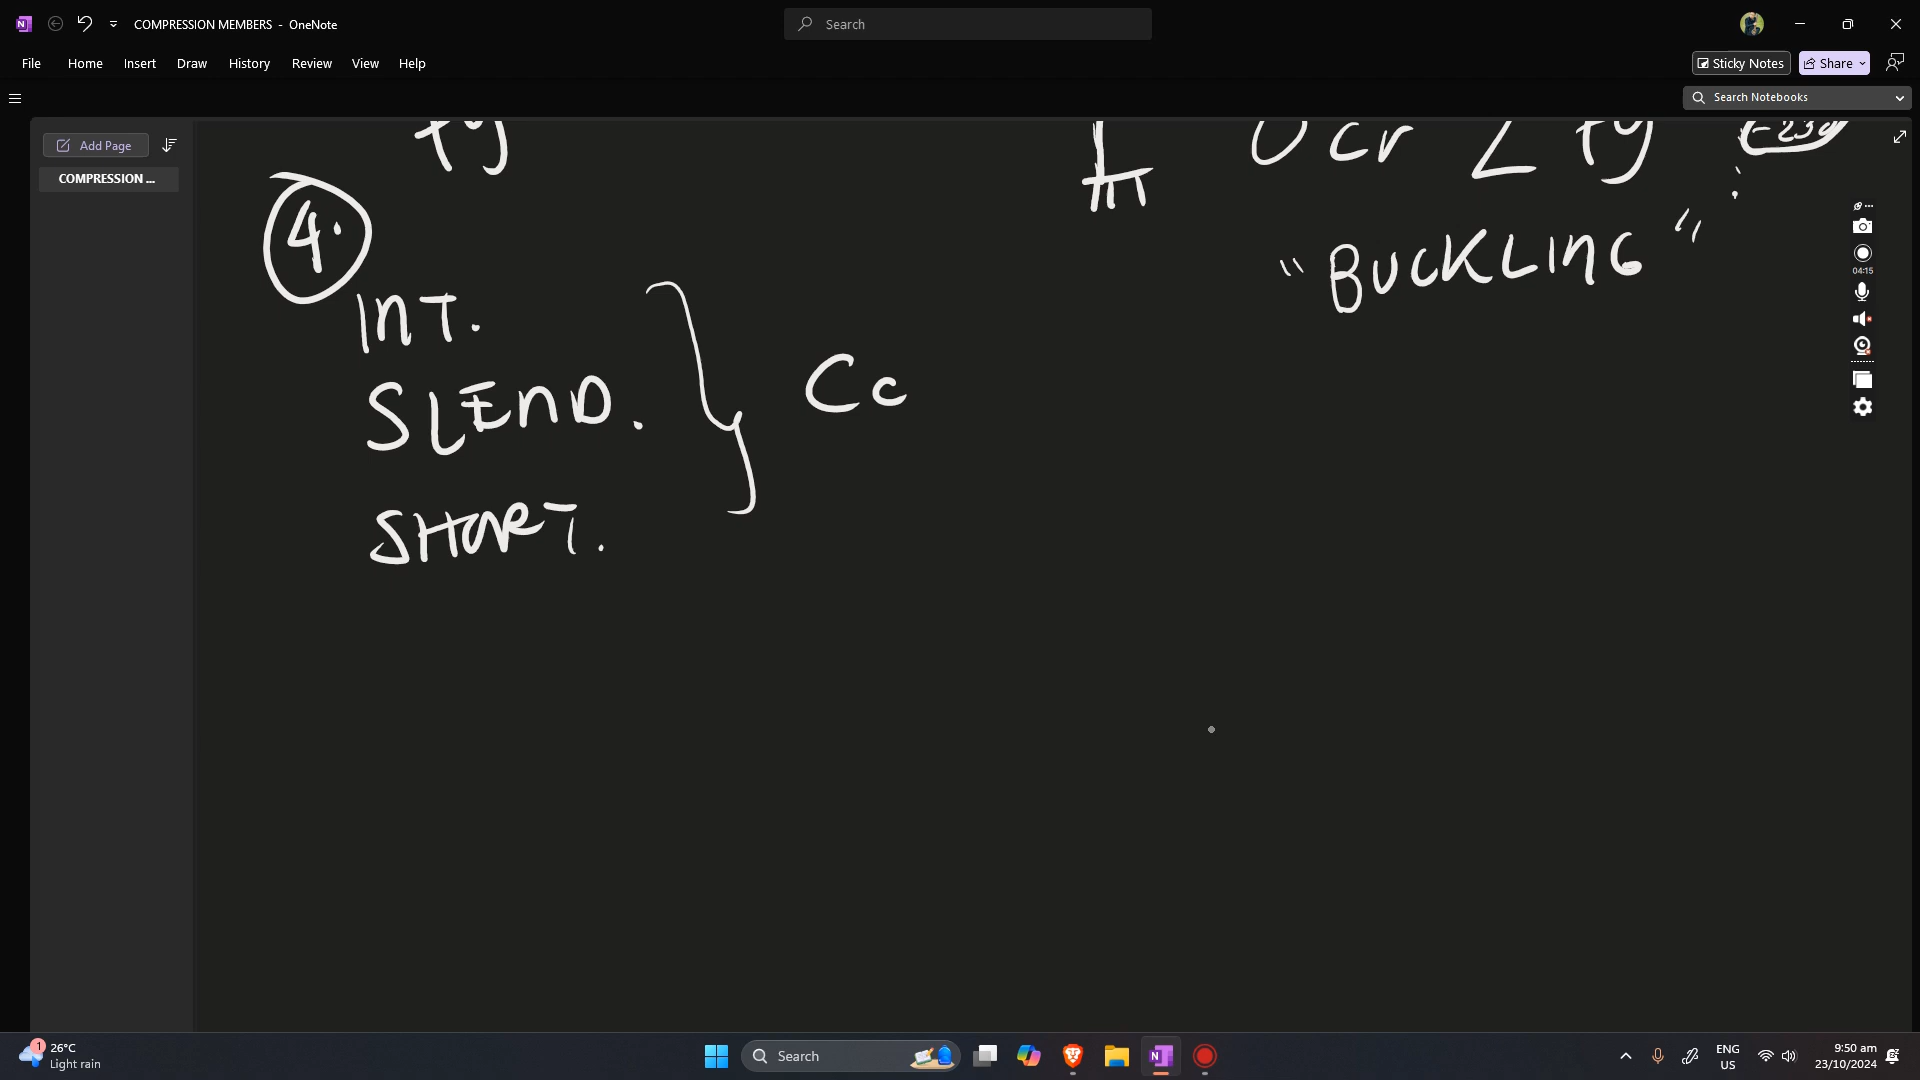 COMPRESSION MEMBERS - OneNote
Search
File Home Insert Draw History Review View Help
Sticky Notes
Share
Search Notebooks
Add Page
COMPRESSION ...
fy
σcr < fy
4.
"BUCKLING"
INT.
SLEND.
SHORT.
Cc
04:15
1
26°C
Light rain
Search
ENG
US
9:50 am
23/10/2024